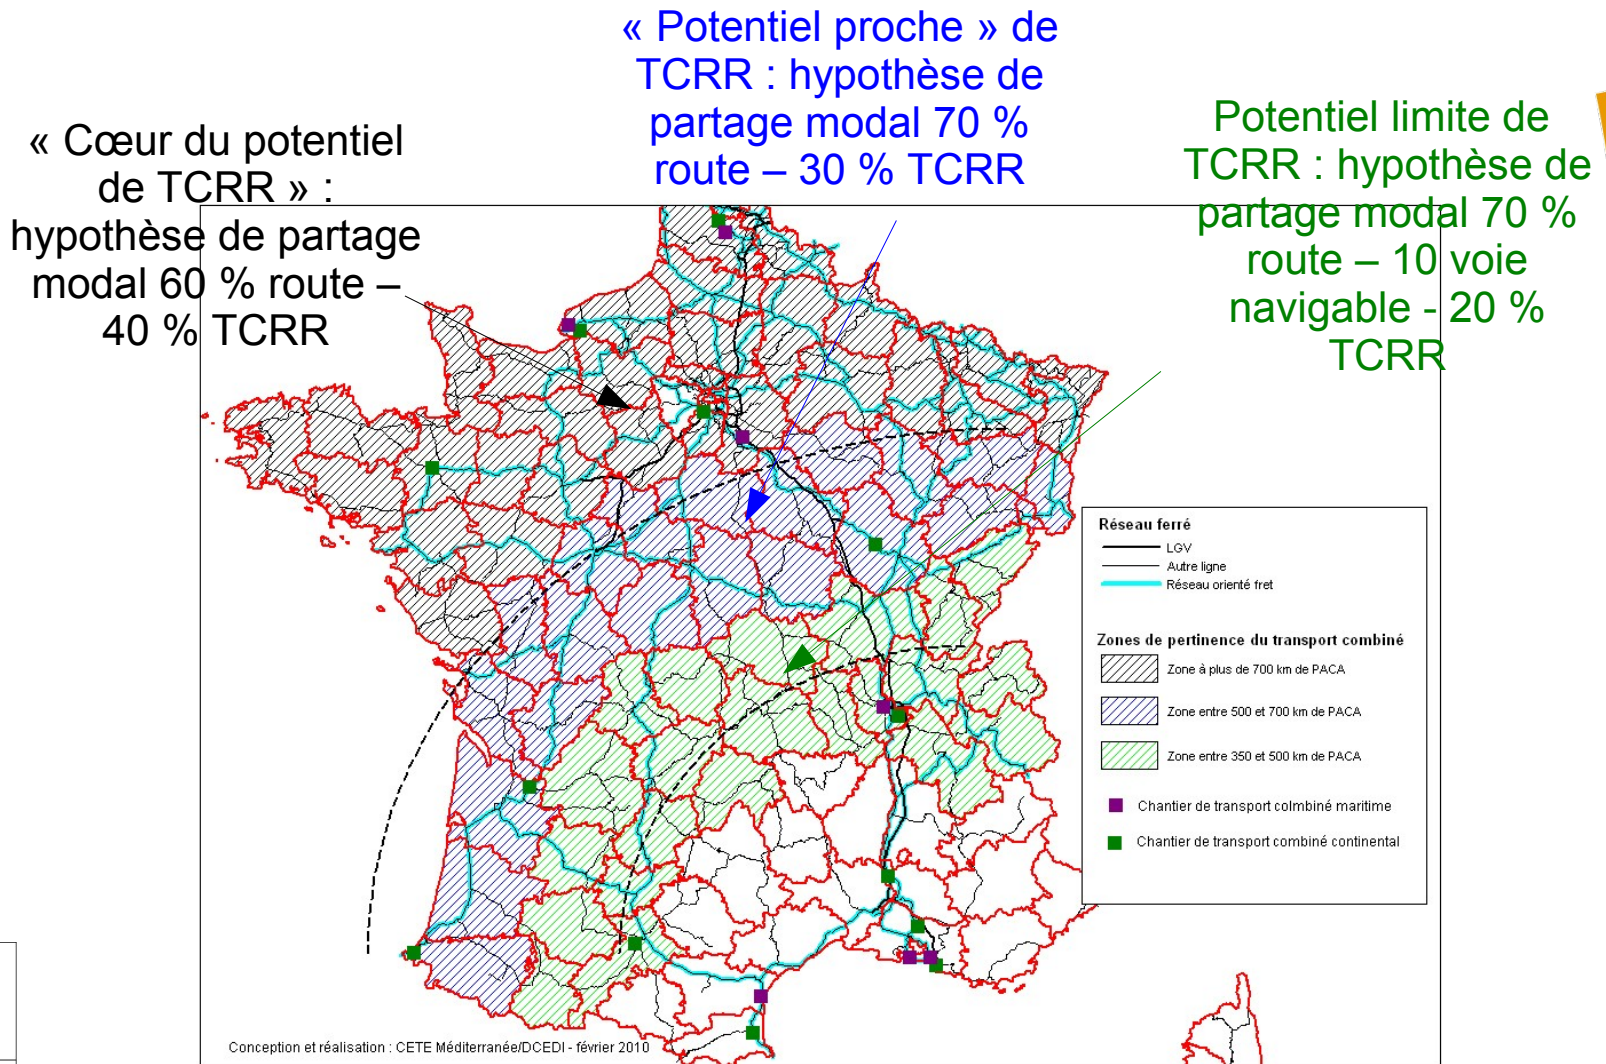 « Potentiel proche » de
TCRR : hypothèse de
partage modal 70 %
route – 30 % TCRR
« Cœur du potentiel
de TCRR » :
hypothèse de partage
modal 60 % route –
40 % TCRR
Potentiel limite de
TCRR : hypothèse de
partage modal 70 %
route – 10 voie
navigable - 20 %
TCRR
Réseau ferré
LGV
Autre ligne
Réseau orienté fret
Zones de pertinence du transport combiné
Zone à plus de 700 km de PACA
Zone entre 500 et 700 km de PACA
Zone entre 350 et 500 km de PACA
Chantier de transport colmbiné maritime
Chantier de transport combiné continental
Conception et réalisation : CETE Méditerranée/DCEDI - février 2010